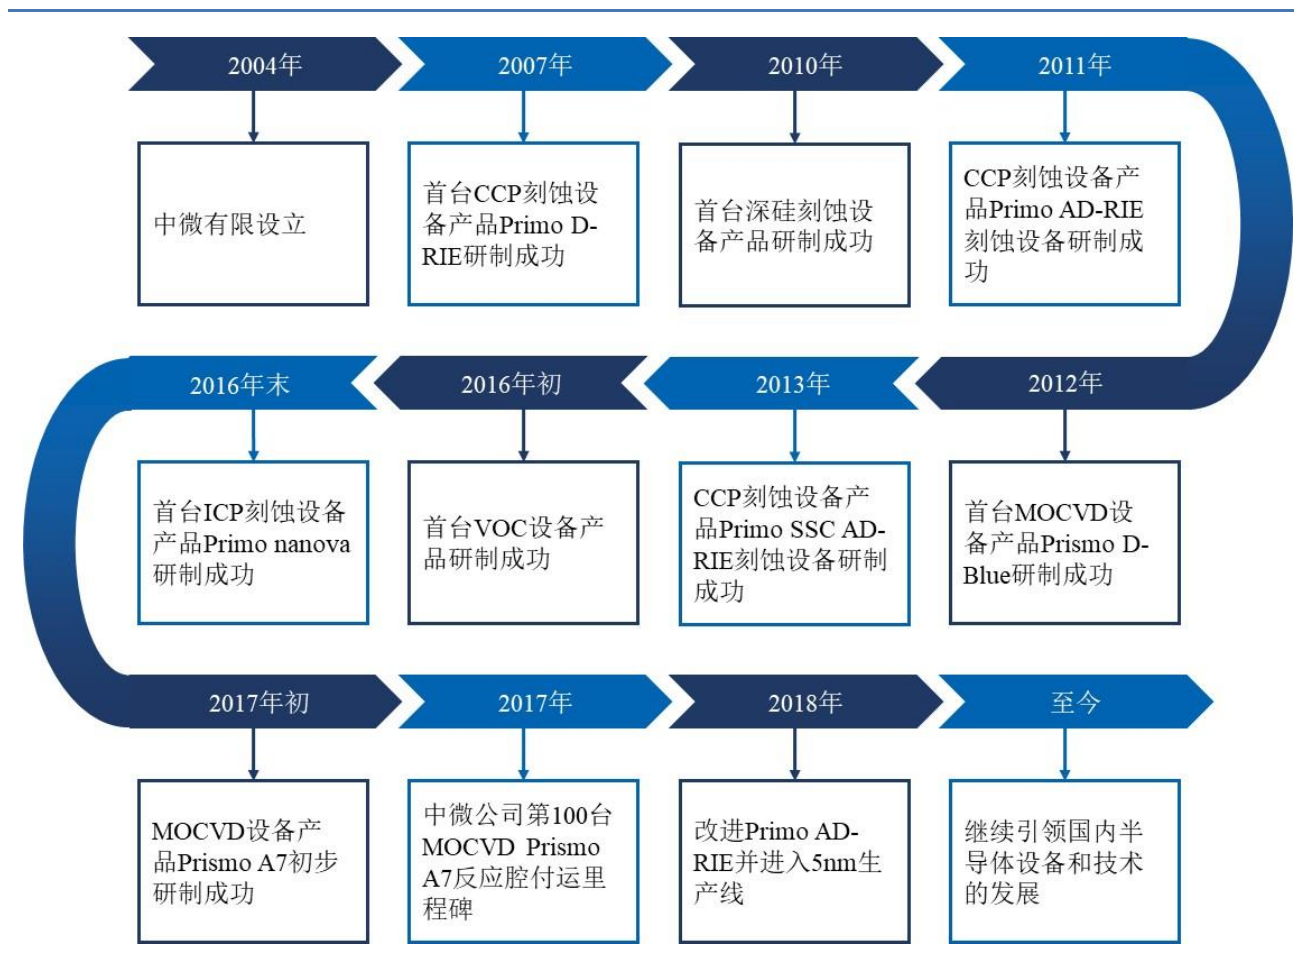 2004年
2007年
2010年
2011年
中微有限设立
首台CCP刻蚀设
备产品Primo D-
RIE研制成功
首台深硅刻蚀设
备产品研制成功
CCP刻蚀设备产
品Primo AD-RIE
刻蚀设备研制成
功
2012年
2013年
2016年初
2016年末
首台MOCVD设
备产品Prismo D-
Blue研制成功
CCP刻蚀设备产
品Primo SSC AD-
RIE刻蚀设备研制
成功
首台VOC设备产
品研制成功
首台ICP刻蚀设备
产品Primo nanova
研制成功
2017年初
2017年
2018年
至今
MOCVD设备产
品Prismo A7初步
研制成功
中微公司第100台
MOCVD Prismo
A7反应腔付运里
程碑
改进Primo AD-
RIE并进入5nm生
产线
继续引领国内半
导体设备和技术
的发展